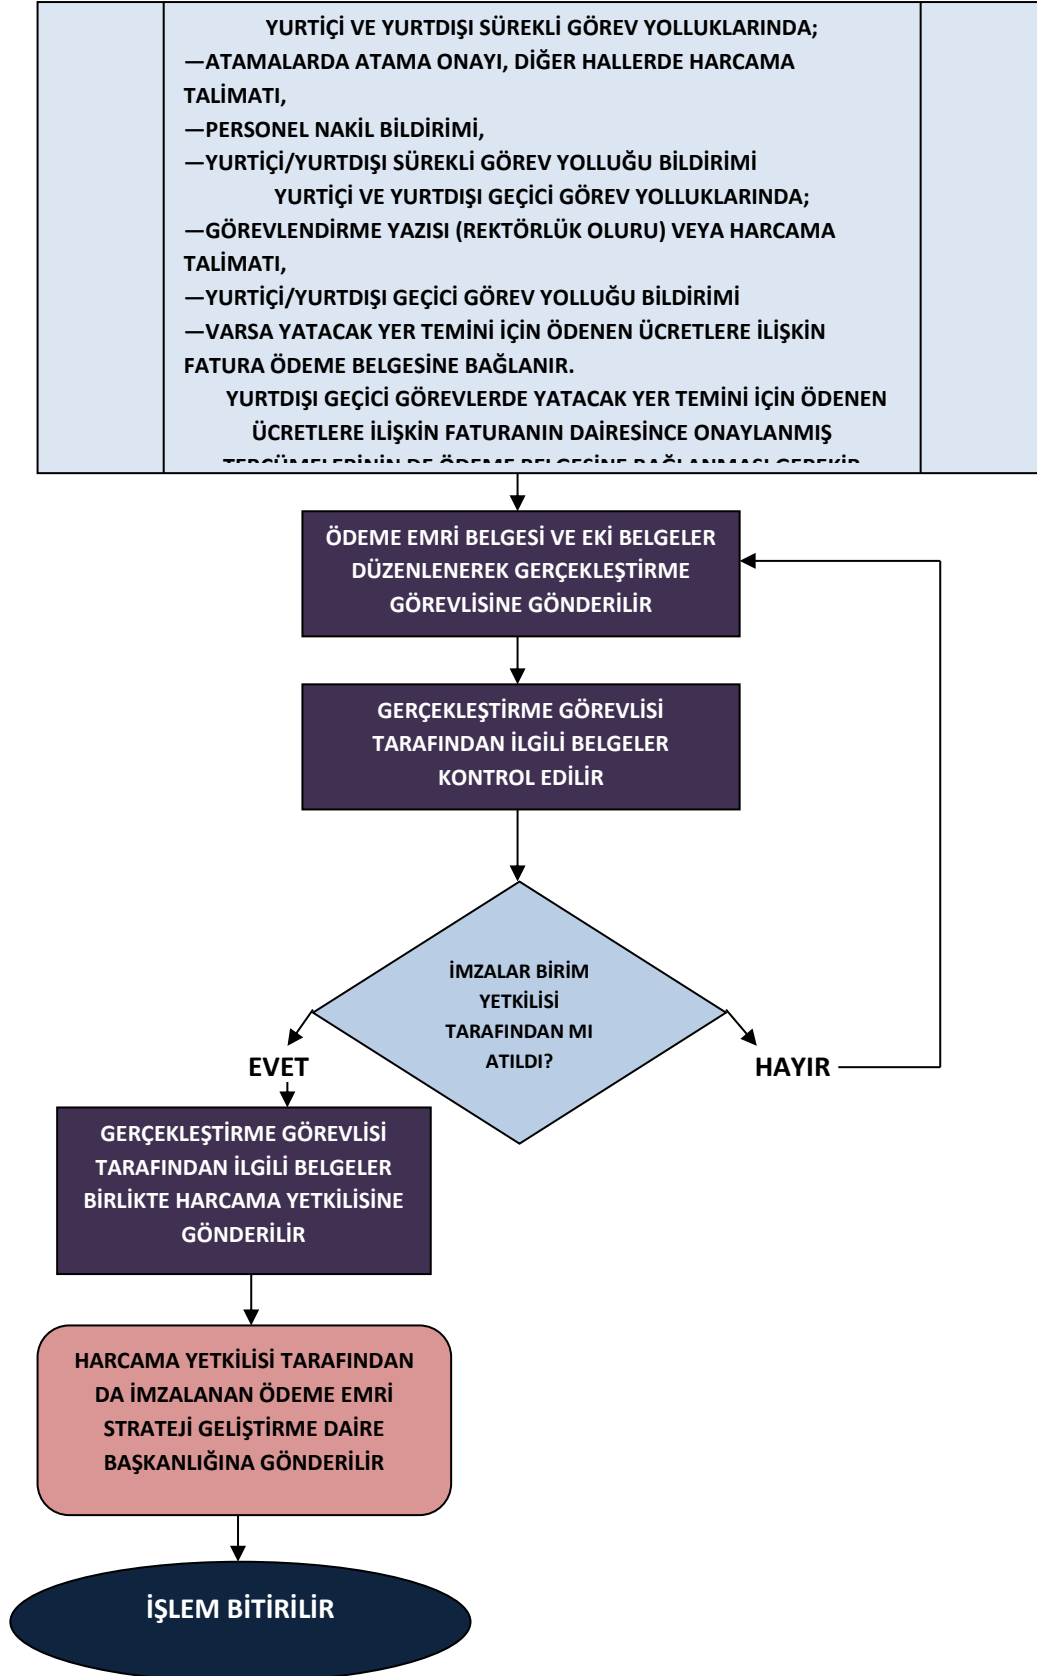 YURTİÇİ VE YURTDIŞI SÜREKLİ GÖREV YOLLUKLARINDA;
—ATAMALARDA ATAMA ONAYI, DİĞER HALLERDE HARCAMA
TALİMATI,
—PERSONEL NAKİL BİLDİRİMİ,
—YURTİÇİ/YURTDIŞI SÜREKLİ GÖREV YOLLUĞU BİLDİRİMİ
YURTİÇİ VE YURTDIŞI GEÇİCİ GÖREV YOLLUKLARINDA;
—GÖREVLENDİRME YAZISI (REKTÖRLÜK OLURU) VEYA HARCAMA
TALİMATI,
—YURTİÇİ/YURTDIŞI GEÇİCİ GÖREV YOLLUĞU BİLDİRİMİ
—VARSA YATACAK YER TEMİNİ İÇİN ÖDENEN ÜCRETLERE İLİŞKİN
FATURA ÖDEME BELGESİNE BAĞLANIR.
YURTDIŞI GEÇİCİ GÖREVLERDE YATACAK YER TEMİNİ İÇİN ÖDENEN
ÜCRETLERE İLİŞKİN FATURANIN DAİRESİNCE ONAYLANMIŞ
TERCÜMELERİNİN DE ÖDEME BELGESİNE BAĞLANMASI GEREKİR
ÖDEME EMRİ BELGESİ VE EKİ BELGELER
DÜZENLENEREK GERÇEKLEŞTİRME
GÖREVLİSİNE GÖNDERİLİR
GERÇEKLEŞTİRME GÖREVLİSİ
TARAFINDAN İLGİLİ BELGELER
KONTROL EDİLİR
İMZALAR BİRİM
YETKİLİSİ
TARAFINDAN MI
ATILDI?
EVET
HAYIR
GERÇEKLEŞTİRME GÖREVLİSİ
TARAFINDAN İLGİLİ BELGELER
BİRLİKTE HARCAMA YETKİLİSİNE
GÖNDERİLİR
HARCAMA YETKİLİSİ TARAFINDAN
DA İMZALANAN ÖDEME EMRİ
STRATEJİ GELİŞTİRME DAİRE
BAŞKANLIĞINA GÖNDERİLİR
İŞLEM BİTİRİLİR